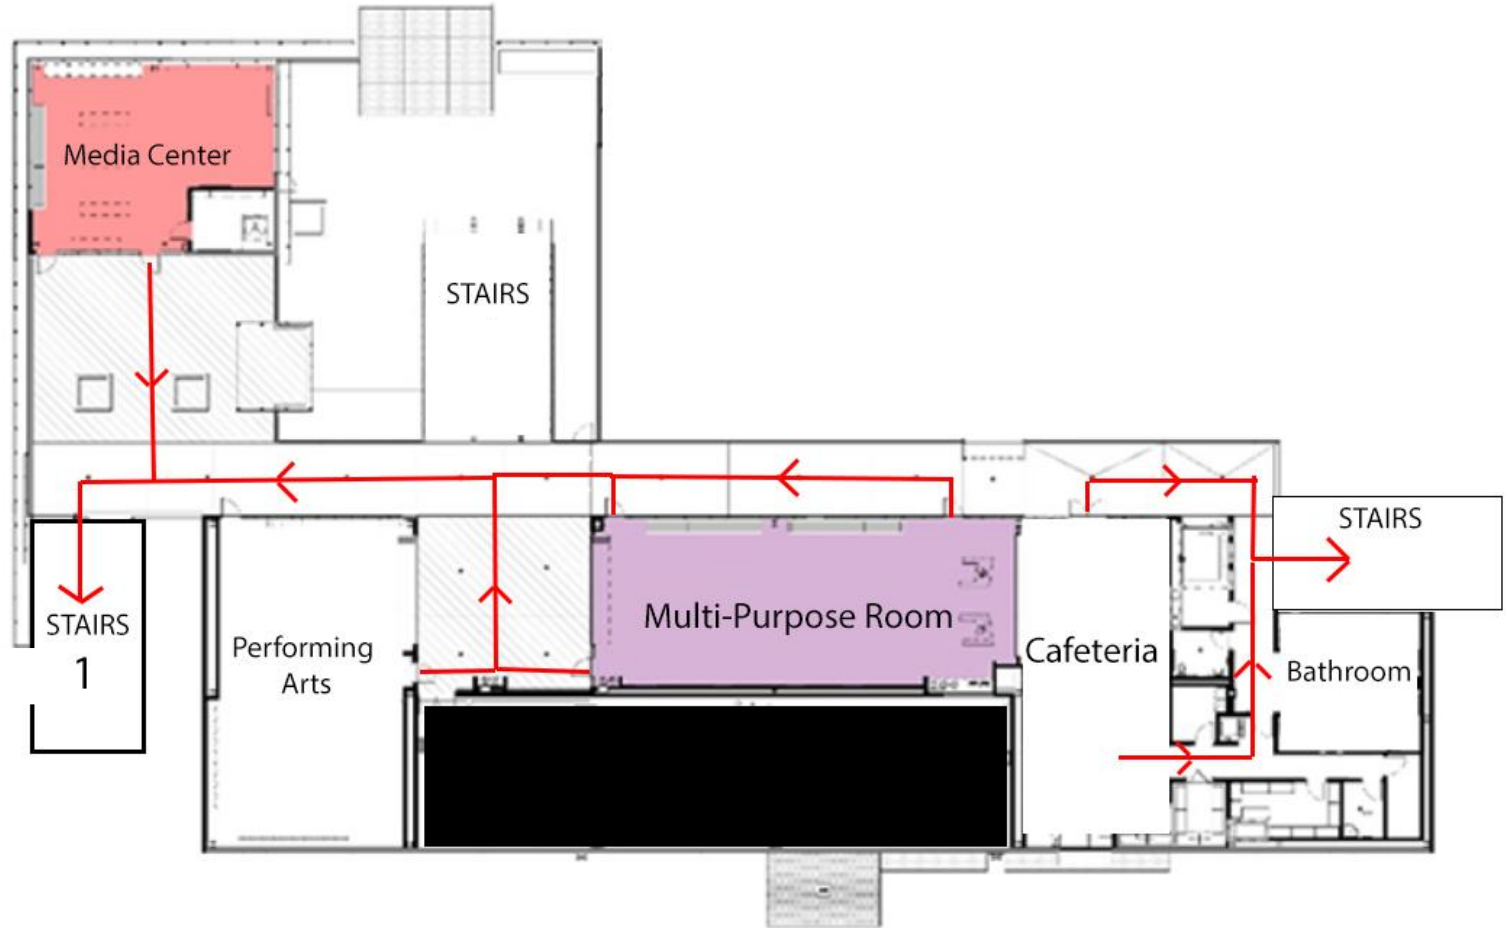 Media Center
STAIRS
STAIRS
STAIRS
1
Performing
Arts
Multi-Purpose Room
Cafeteria
Bathroom